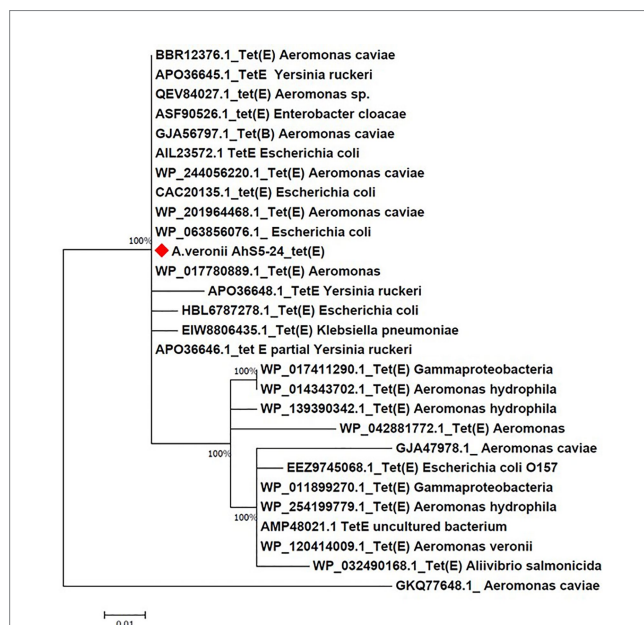 BBR12376.1_Tet(E) Aeromonas caviae
APO36645.1_TetE Yersinia ruckeri
QEV84027.1_tet(E) Aeromonas sp.
ASF90526.1_tet(E) Enterobacter cloacae
GJA56797.1_Tet(B) Aeromonas caviae
AIL23572.1 TetE Escherichia coli
WP_244056220.1_Tet(E) Aeromonas caviae
CAC20135.1_tet(E) Escherichia coli
WP_201964468.1_Tet(E) Aeromonas caviae
WP_063856076.1_ Escherichia coli
100%
A.veronii AhS5-24_tet(E)
WP_017780889.1_Tet(E) Aeromonas
APO36648.1_TetE Yersinia ruckeri
HBL6787278.1_Tet(E) Escherichia coli
EIW8806435.1_Tet(E) Klebsiella pneumoniae
APO36646.1_tet E partial Yersinia ruckeri
WP_017411290.1_Tet(E) Gammaproteobacteria
100%
WP_014343702.1_Tet(E) Aeromonas hydrophila
WP_139390342.1_Tet(E) Aeromonas hydrophila
WP_042881772.1_Tet(E) Aeromonas
GJA47978.1_ Aeromonas caviae
100%
EEZ9745068.1_Tet(E) Escherichia coli O157
WP_011899270.1_Tet(E) Gammaproteobacteria
WP_254199779.1_Tet(E) Aeromonas hydrophila
100%
AMP48021.1 TetE uncultured bacterium
WP_120414009.1_Tet(E) Aeromonas veronii
WP_032490168.1_Tet(E) Aliivibrio salmonicida
GKQ77648.1_ Aeromonas caviae
0.01